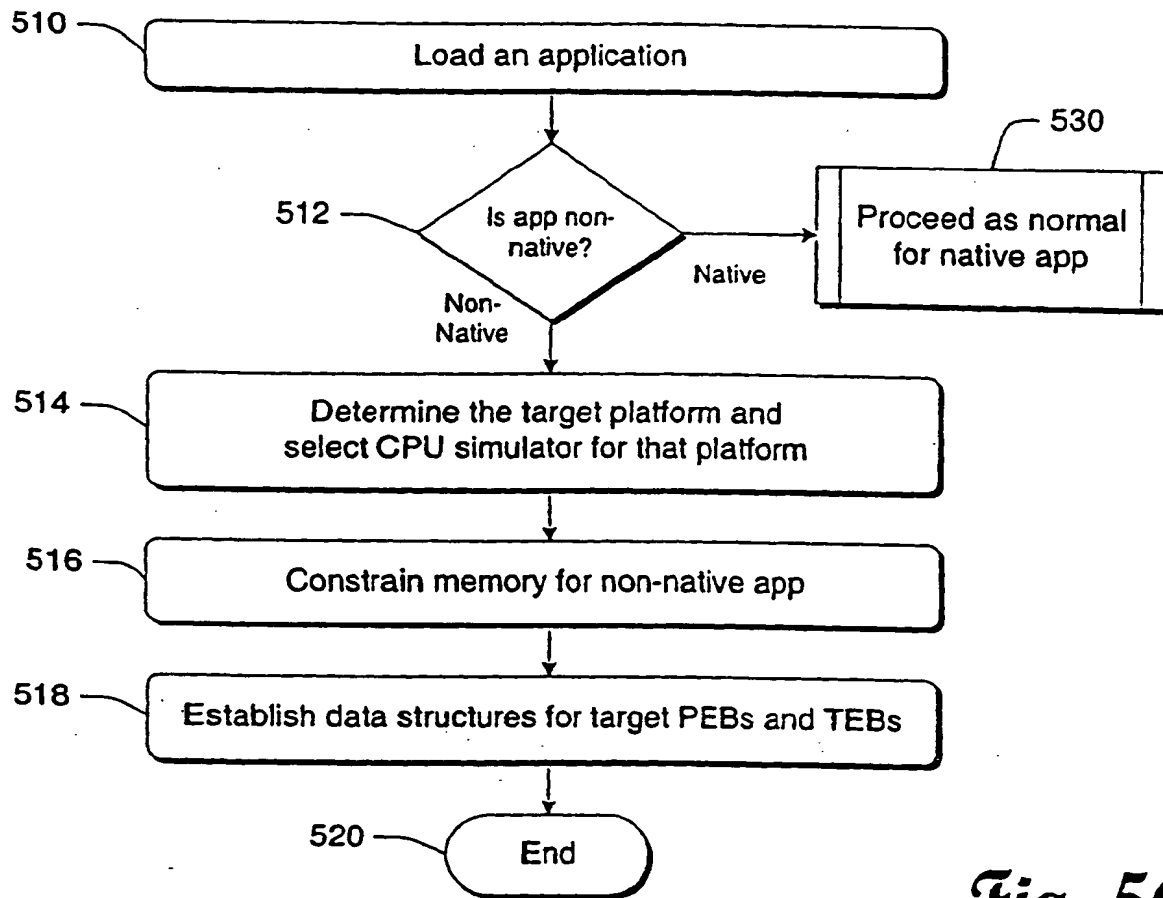 510
Load an application
530
512
Is app non-
native?
Native
Proceed as normal
for native app
Non-
Native
514
Determine the target platform and
select CPU simulator for that platform
516
Constrain memory for non-native app
518
Establish data structures for target PEBs and TEBs
520
End
Fig.